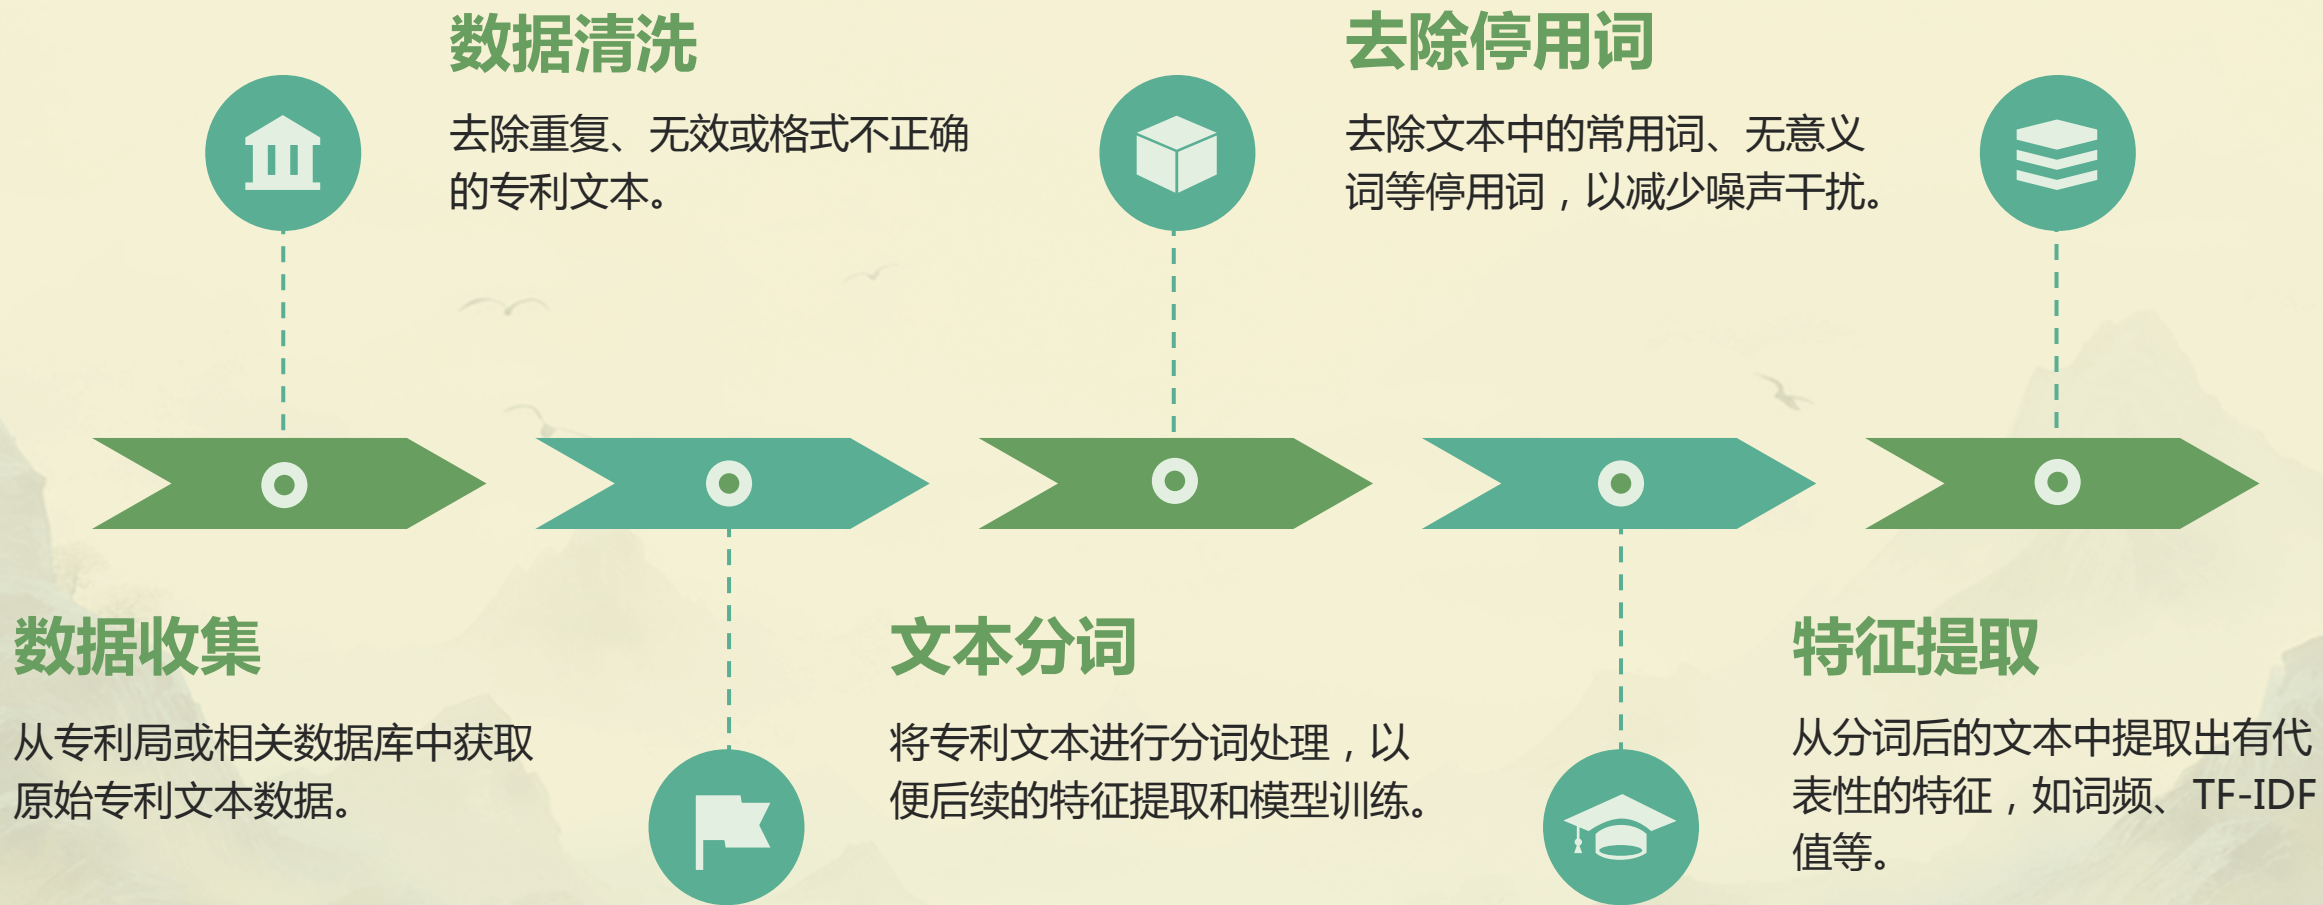 数据清洗
去除重复、无效或格式不正确
的专利文本。
去除停用词
去除文本中的常用词、无意义
词等停用词，以减少噪声干扰。
数据收集
从专利局或相关数据库中获取
原始专利文本数据。
文本分词
将专利文本进行分词处理，以
便后续的特征提取和模型训练。
特征提取
从分词后的文本中提取出有代
表性的特征，如词频、TF-IDF
值等。